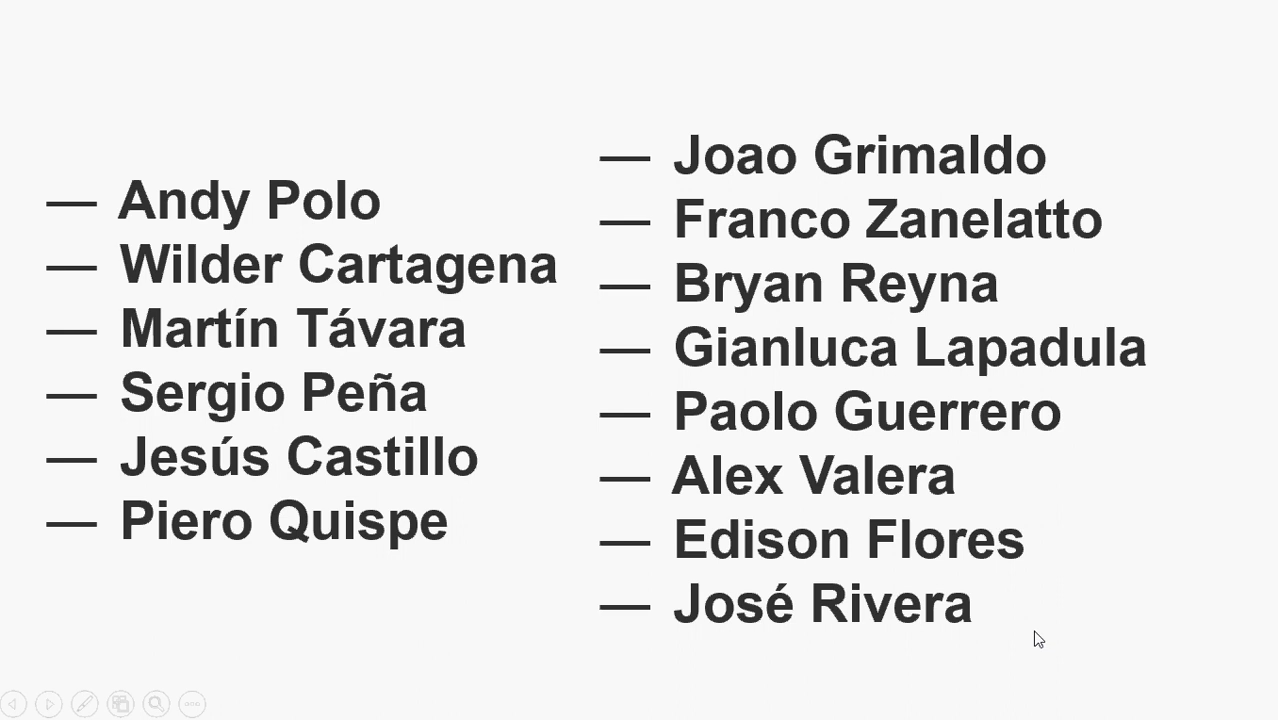 — Andy Polo
— Wilder Cartagena
— Martín Távara
— Sergio Peña
— Jesús Castillo
— Piero Quispe
— Joao Grimaldo
— Franco Zanelatto
— Bryan Reyna
— Gianluca Lapadula
— Paolo Guerrero
— Alex Valera
— Edison Flores
— José Rivera